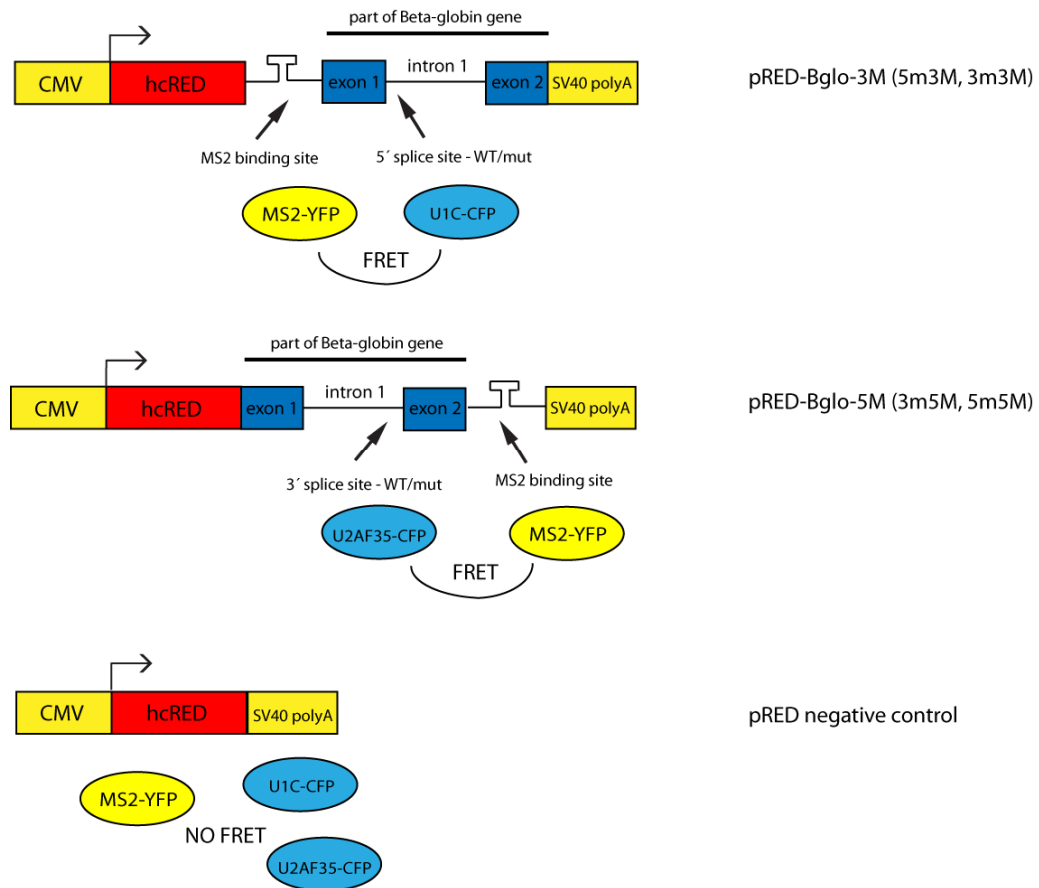 part of Beta-globin gene
CMV hcRED exon 1 intron 1 exon 2 SV40 polyA
pRED-Bglo-3M (5m3M, 3m3M)
MS2 binding site
5´ splice site - WT/mut
MS2-YFP
U1C-CFP
FRET
part of Beta-globin gene
CMV hcRED exon 1 intron 1 exon 2 SV40 polyA
pRED-Bglo-5M (3m5M, 5m5M)
3´ splice site - WT/mut
MS2 binding site
U2AF35-CFP
MS2-YFP
FRET
CMV hcRED SV40 polyA
pRED negative control
MS2-YFP
U1C-CFP
NO FRET
U2AF35-CFP